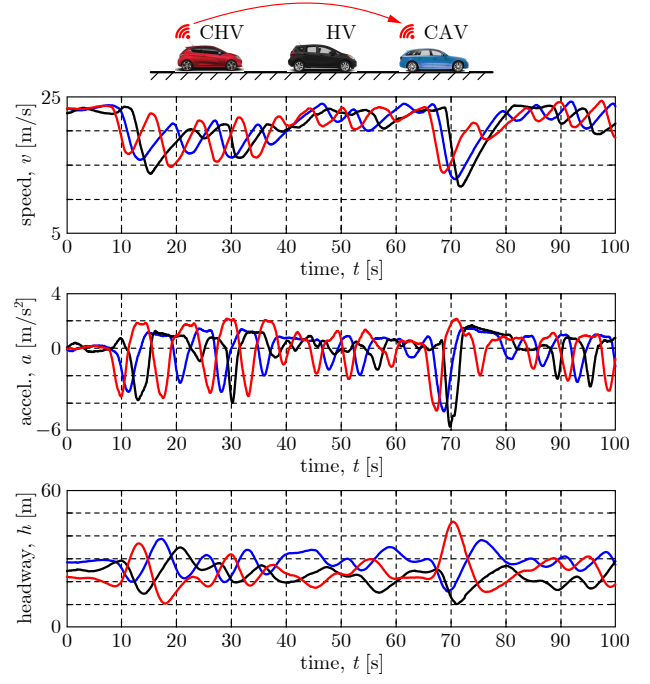 CHV HV CAV
25
speed, v [m/s]
5
0 10 20 30 40 50 60 70 80 90 100
time, t [s]
4
accel., a [m/s²]
0
−6
0 10 20 30 40 50 60 70 80 90 100
time, t [s]
60
headway, h [m]
0
0 10 20 30 40 50 60 70 80 90 100
time, t [s]